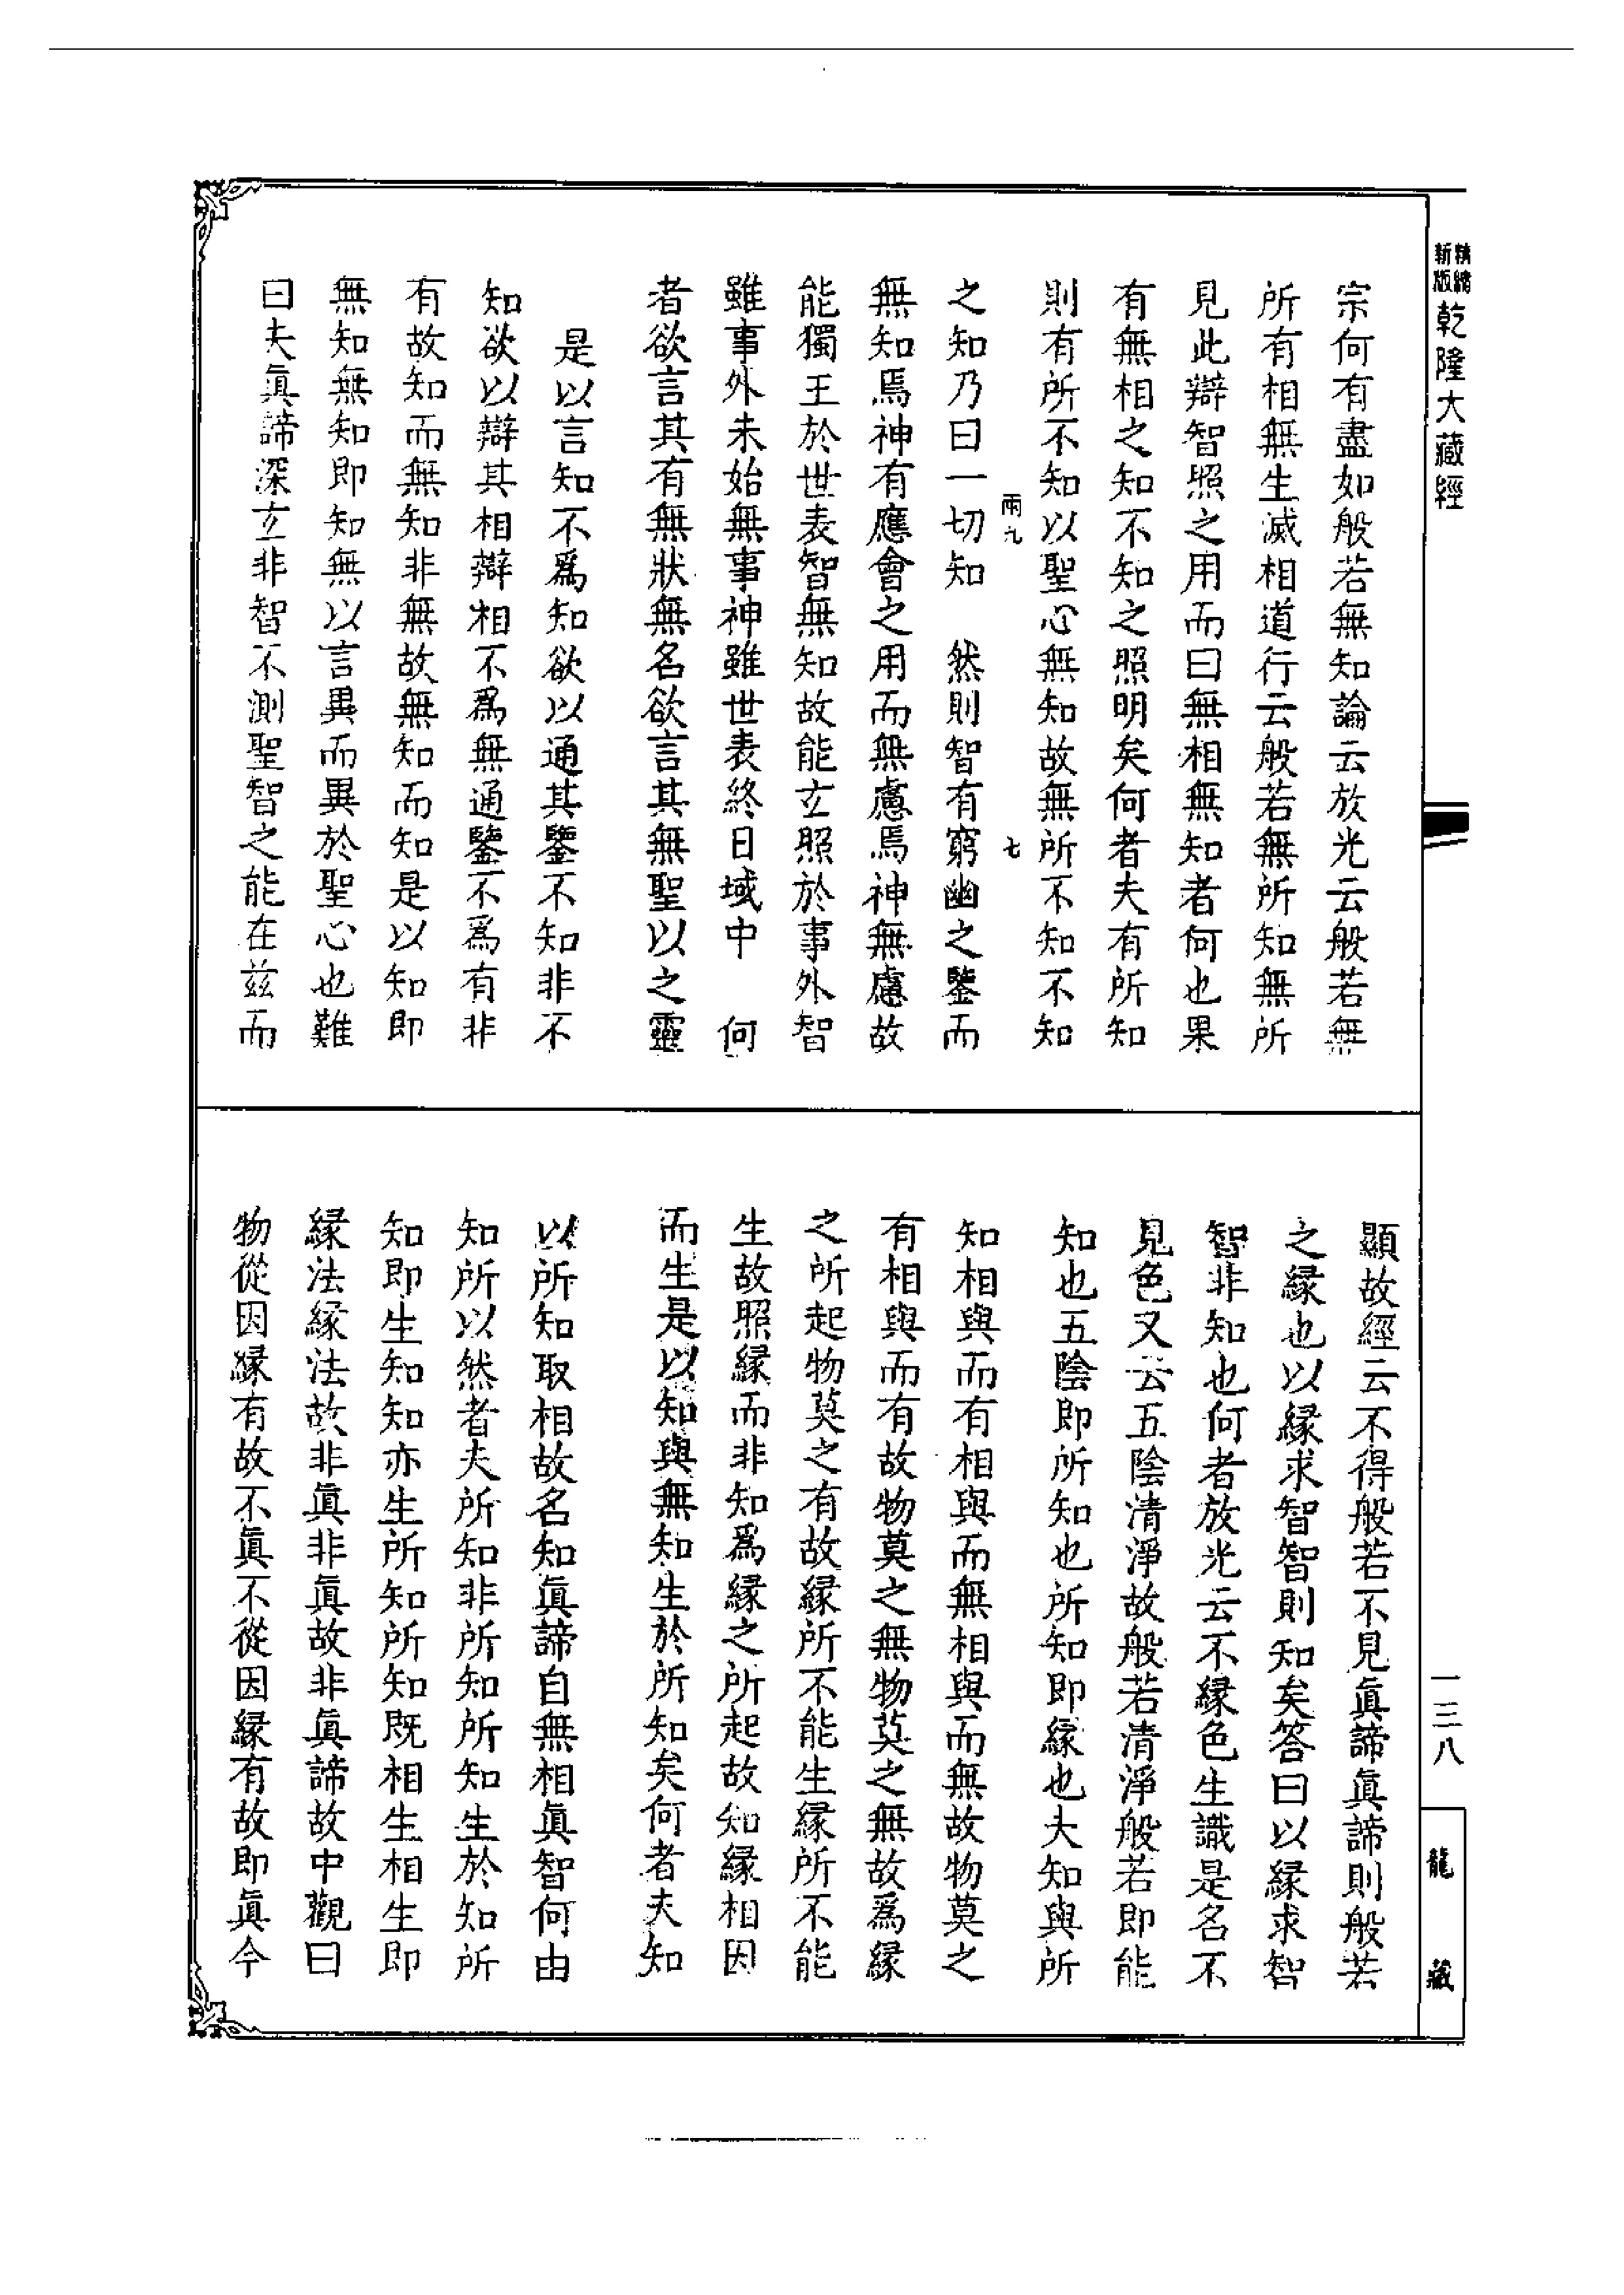 精繕新版乾隆大藏經
宗何有盡如般若無知論云放光云般若無
所有相無生滅相道行云般若無所知無所
見此辯智照之用而曰無相無知者何也果
有無相之知不知之照明矣何者夫有所知
則有所不知以聖心無知故無所不知不知
雨九 七
之知乃曰一切知 然則智有窮幽之鑒而
無知焉神有應會之用而無慮焉神無慮故
能獨王於世表智無知故能玄照於事外智
雖事外未始無事神雖世表終日域中 何
者欲言其有無狀無名欲言其無聖以之靈
是以言知不爲知欲以通其鑒不知非不
知欲以辯其相辯相不爲無通鑒不爲有非
有故知而無知非無故無知而知是以知即
無知無知即知無以言異而異於聖心也難
曰夫眞諦深玄非智不測聖智之能在茲而
顯故經云不得般若不見眞諦眞諦則般若
之縁也以縁求智智則知矣答曰以縁求智
智非知也何者放光云不縁色生識是名不
見色又云五陰清淨故般若清淨般若即能
知也五陰即所知也所知即縁也大知與所
知相與而有相與而無相與而無故物莫之
有相與而有故物莫之無物莫之無故爲縁
之所起物莫之有故縁所不能生縁所不能
生故照縁而非知爲縁之所起故知縁相因
而生是以知與無知生於所知矣何者夫知
以所知取相故名知眞諦自無相眞智何由
知所以然者夫所知非所知所知生於知所
知即生知知亦生所知所知既相生相生即
縁法縁法故非眞非眞故非眞諦故中觀曰
物從因縁有故不眞不從因縁有故即眞今
一三八
龍藏